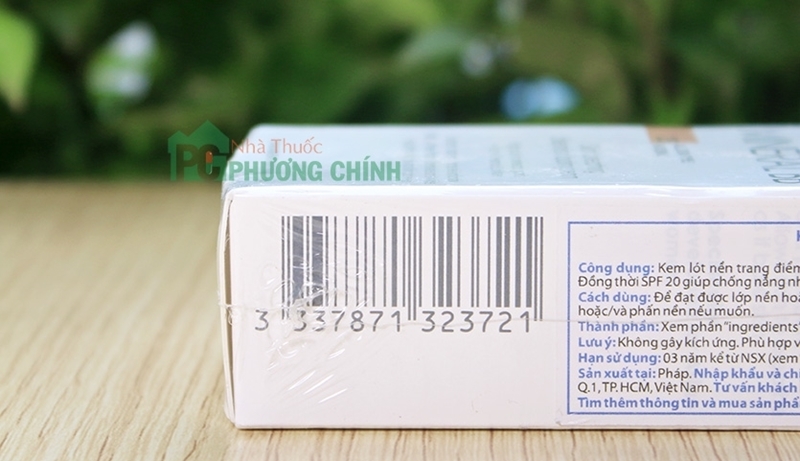 PC Nhà Thuốc
PHƯƠNG CHÍNH
3 337871 323721
Công dụng: Kem lót nền trang điểm
Đồng thời SPF 20 giúp chống nắng
Cách dùng: Để đạt được lớp nền
hoặc/và phấn nền nếu muốn.
Thành phần: Xem phần "ingredients"
Lưu ý: Không gây kích ứng. Phù hợp
Hạn sử dụng: 03 năm kể từ NSX (xem
Sản xuất tại: Pháp. Nhập khẩu và
Q.1, TP. HCM, Việt Nam. Tư vấn khách
Tìm thêm thông tin và mua sản